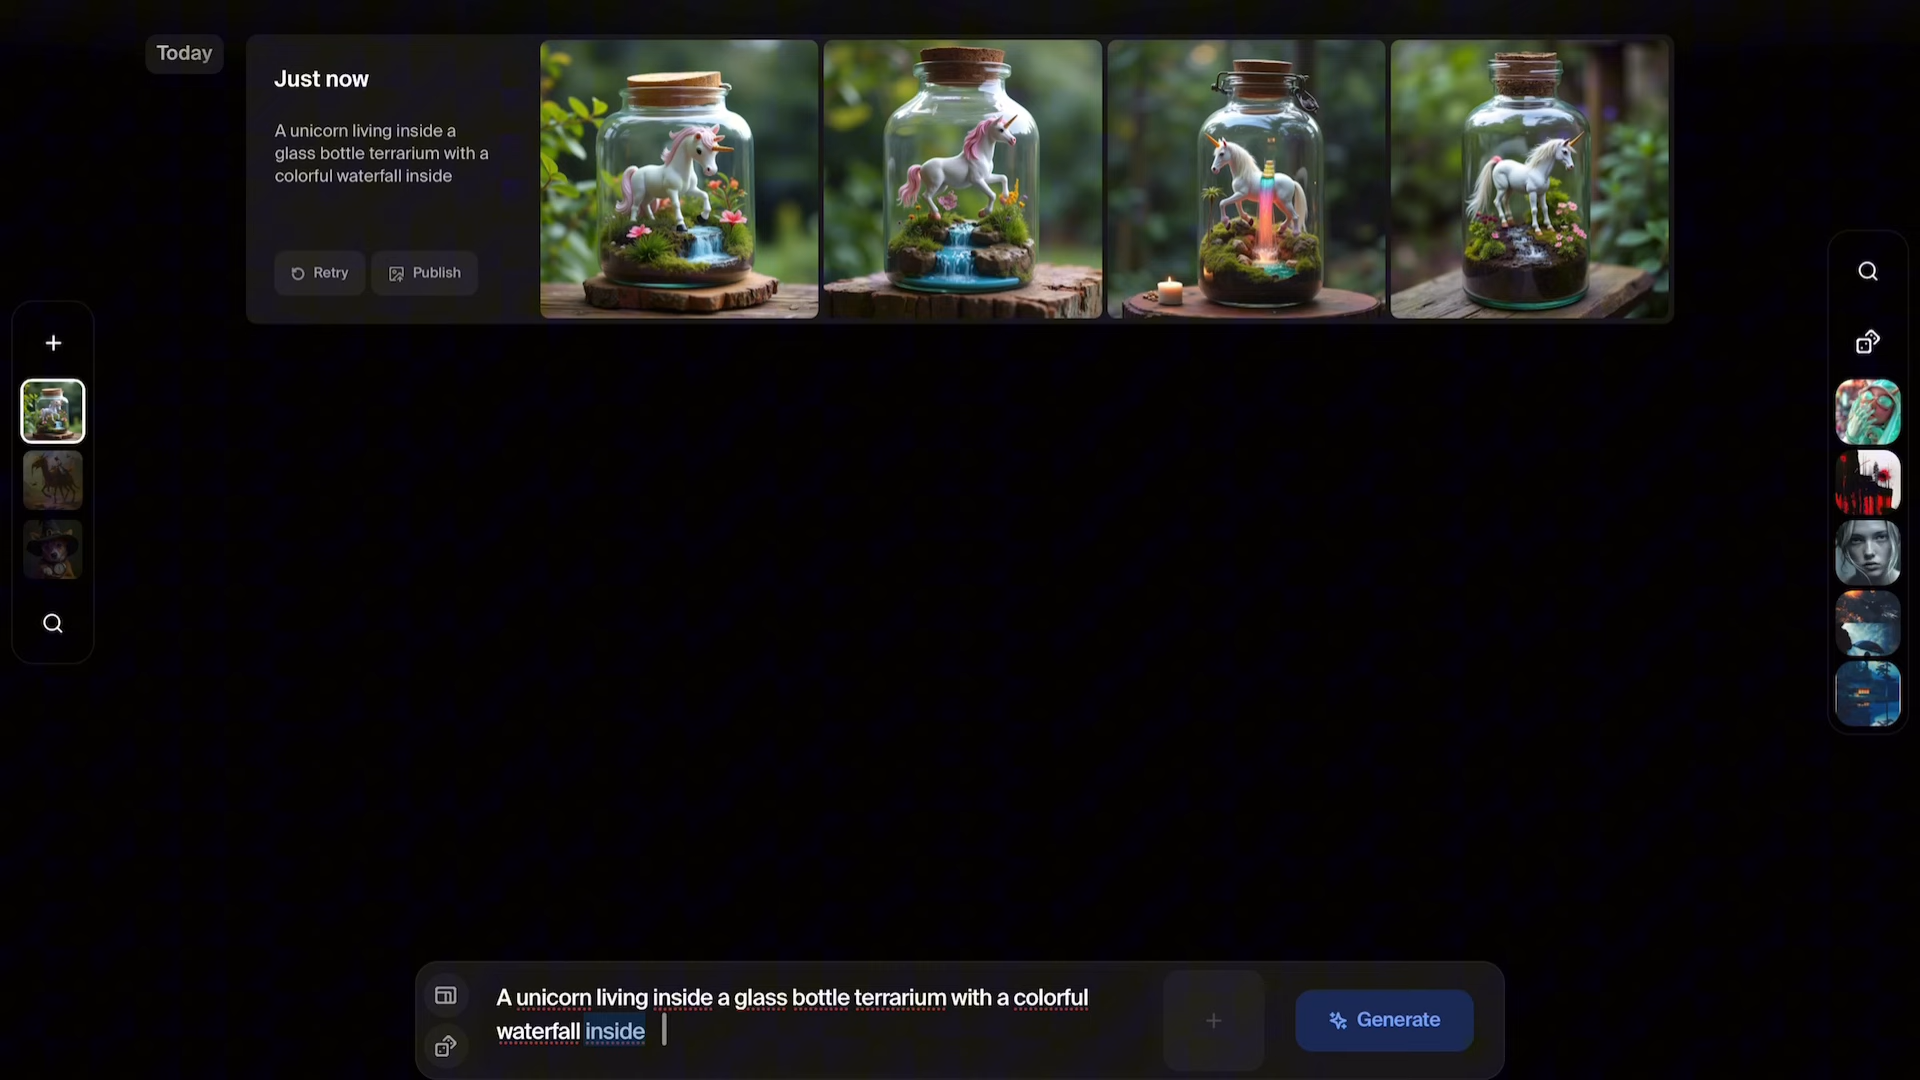 Today
Just now
A unicorn living inside a
glass bottle terrarium with a
colorful waterfall inside
Retry
Publish
A unicorn living inside a glass bottle terrarium with a colorful
waterfall inside
Generate